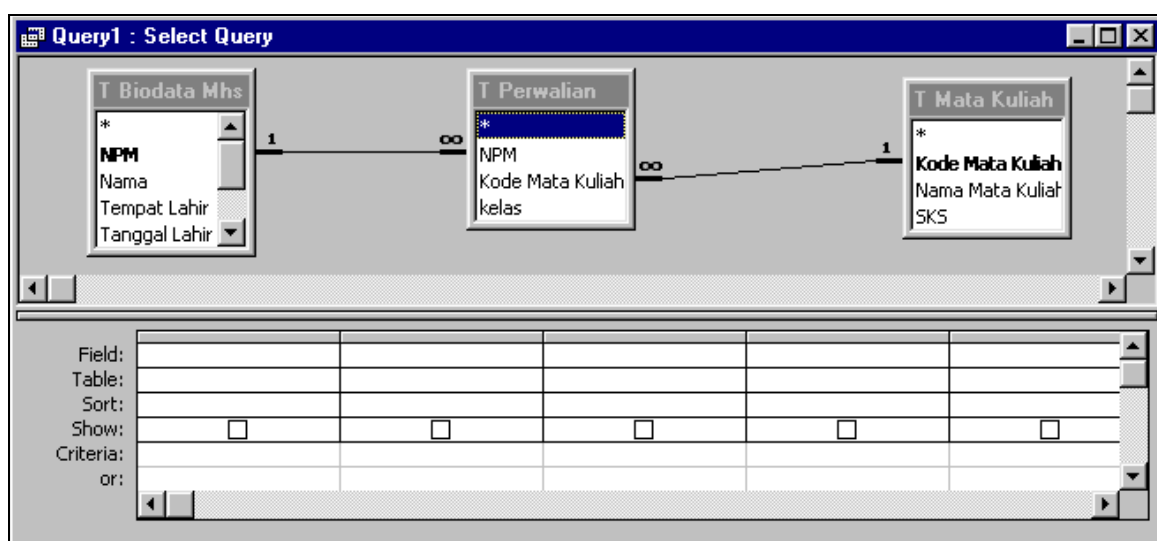 Query1 : Select Query
T Biodata Mhs
*
NPM
Nama
Tempat Lahir
Tanggal Lahir
1
∞
T Perwalian
*
NPM
Kode Mata Kuliah
kelas
∞
1
T Mata Kuliah
*
Kode Mata Kuliah
Nama Mata Kuliah
SKS
Field:
Table:
Sort:
Show:
Criteria:
or: